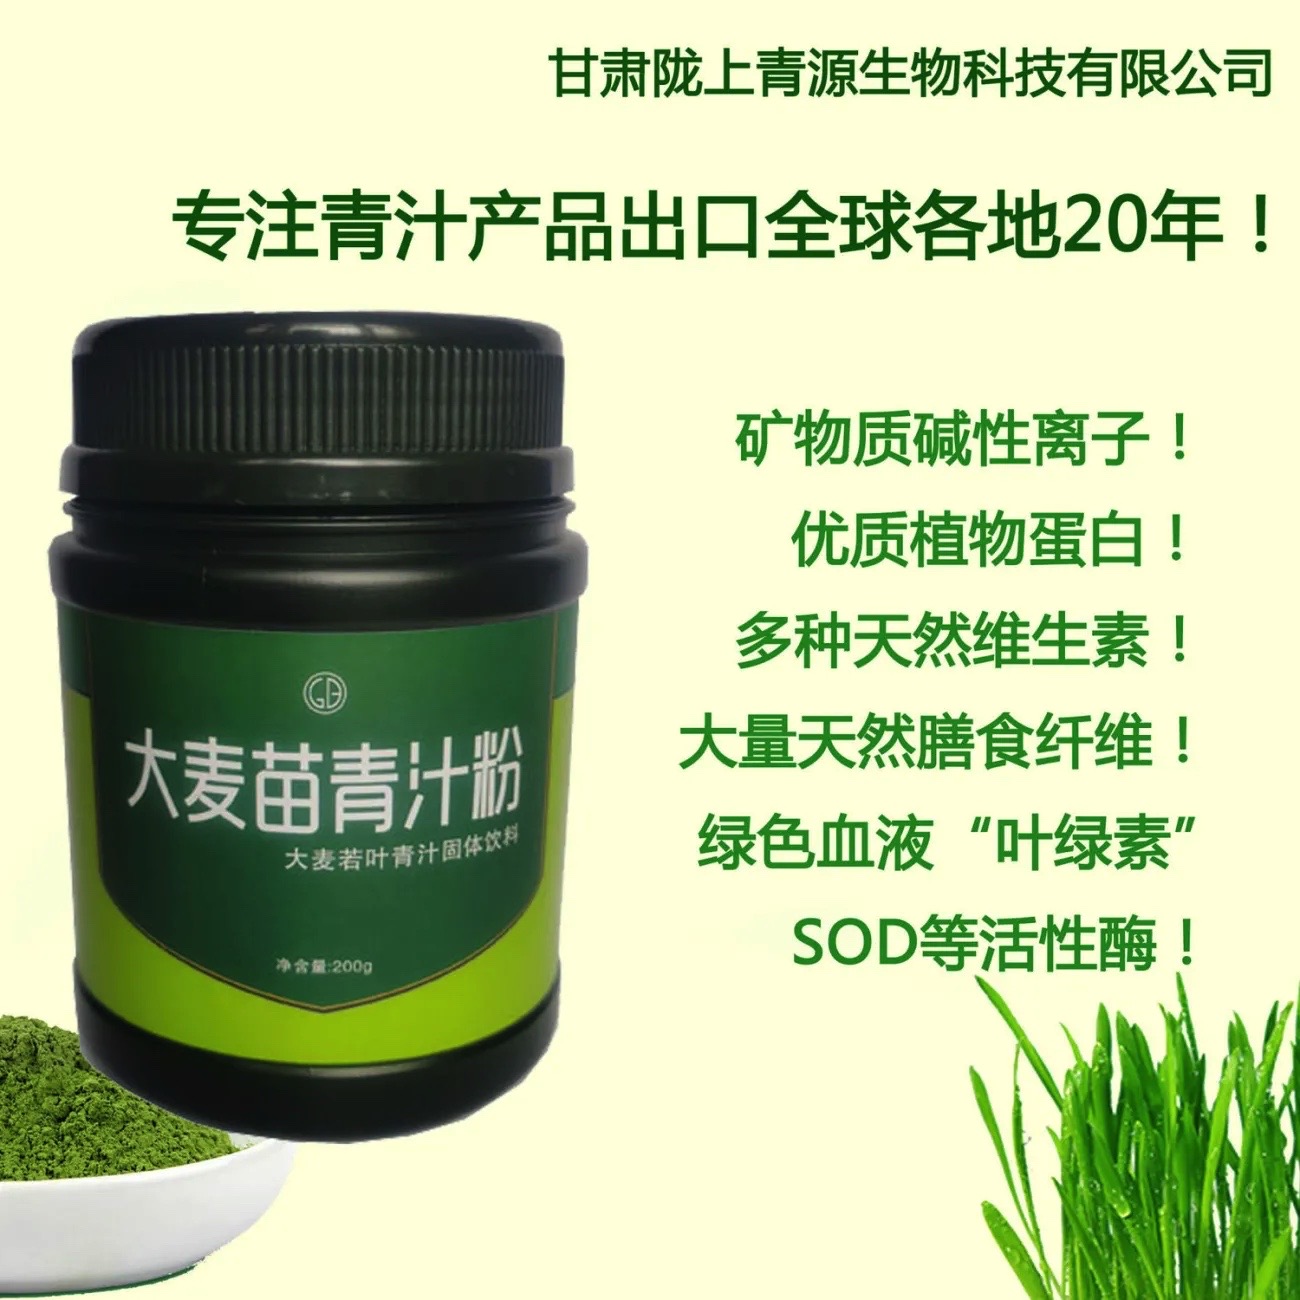 甘肃陇上青源生物科技有限公司
专注青汁产品出口全球各地20年！
矿物质碱性离子！
优质植物蛋白！
多种天然维生素！
大量天然膳食纤维！
绿色血液“叶绿素”
SOD等活性酶！
GB
大麦苗青汁粉
大麦若叶青汁固体饮料
净含量:200g